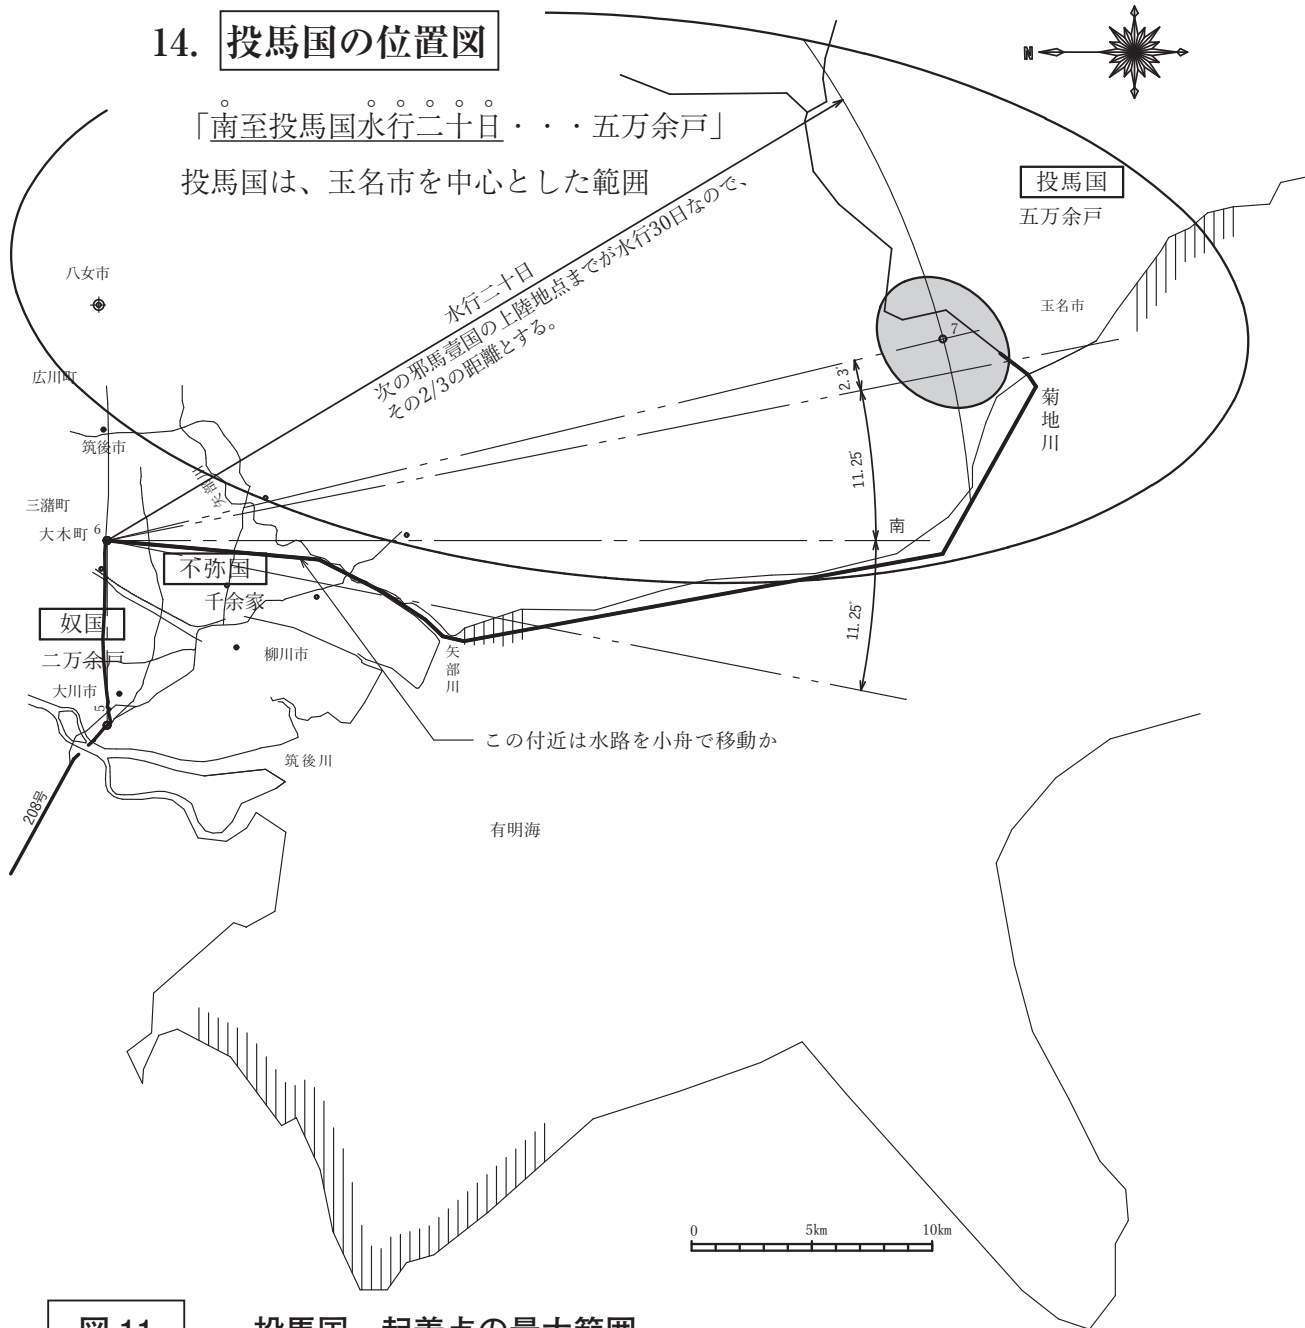 14. 投馬国の位置図
N
「南至投馬国水行二十日・・・五万余戸」
投馬国は、玉名市を中心とした範囲
投馬国
五万余戸
水行二十日
次の邪馬壹国の上陸地点までが水行30日なので、
その2/3の距離とする。
八女市
玉名市
7
広川町
2.3°
菊地川
筑後市
矢部川
11.25°
三潴町
大木町
6
南
不弥国
千余家
11.25°
奴国
二万余戸
柳川市
矢部川
大川市
5
この付近は水路を小舟で移動か
筑後川
208号
有明海
0 5km 10km
図 11
投馬国 起着点の最大範囲